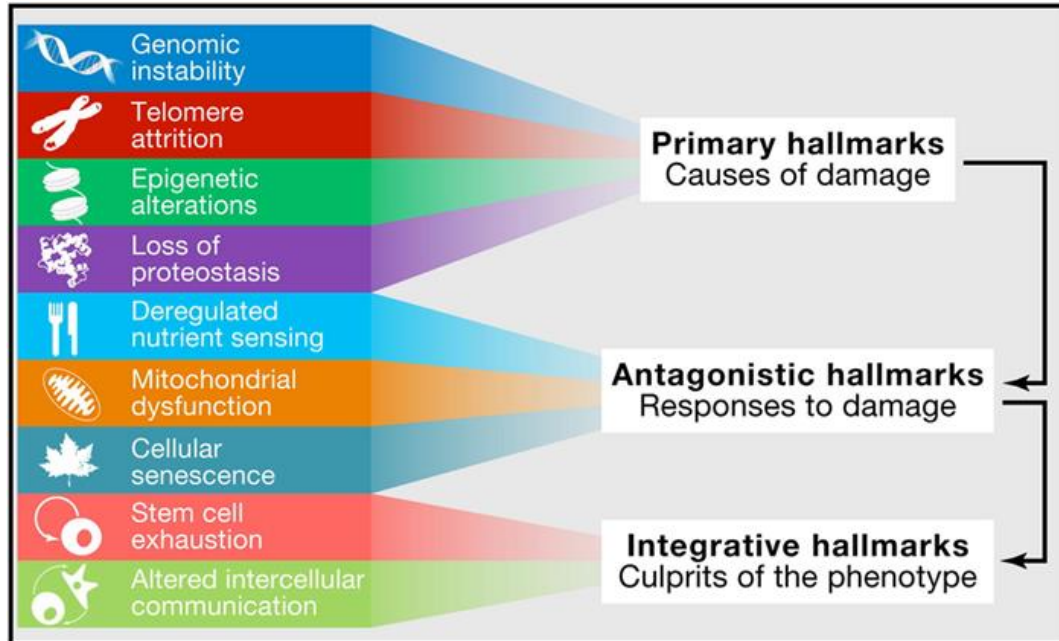 Genomic
instability
Telomere
attrition
Epigenetic
alterations
Loss of
proteostasis
Deregulated
nutrient sensing
Mitochondrial
dysfunction
Cellular
senescence
Stem cell
exhaustion
Altered intercellular
communication
Primary hallmarks
Causes of damage
Antagonistic hallmarks
Responses to damage
Integrative hallmarks
Culprits of the phenotype